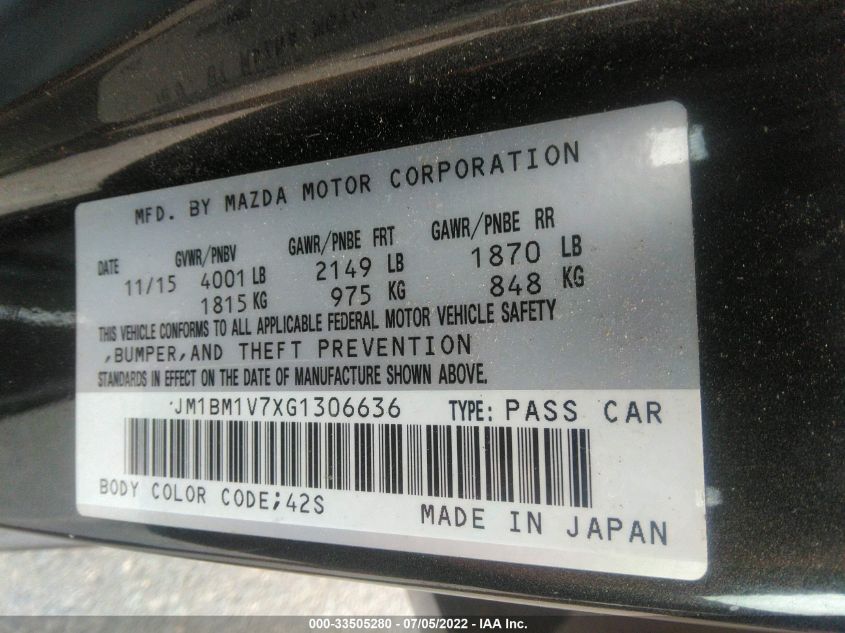 MFD. BY MAZDA MOTOR CORPORATION
DATE GVWR/PNBV GAWR/PNBE FRT GAWR/PNBE RR
11/15 4001 LB 2149 LB 1870 LB
1815 KG 975 KG 848 KG
THIS VEHICLE CONFORMS TO ALL APPLICABLE FEDERAL MOTOR VEHICLE SAFETY
,BUMPER,AND THEFT PREVENTION
STANDARDS IN EFFECT ON THE DATE OF MANUFACTURE SHOWN ABOVE.
JM1BM1V7XG1306636 TYPE: PASS CAR
BODY COLOR CODE;42S
MADE IN JAPAN
000-33505280 - 07/05/2022 - IAA Inc.